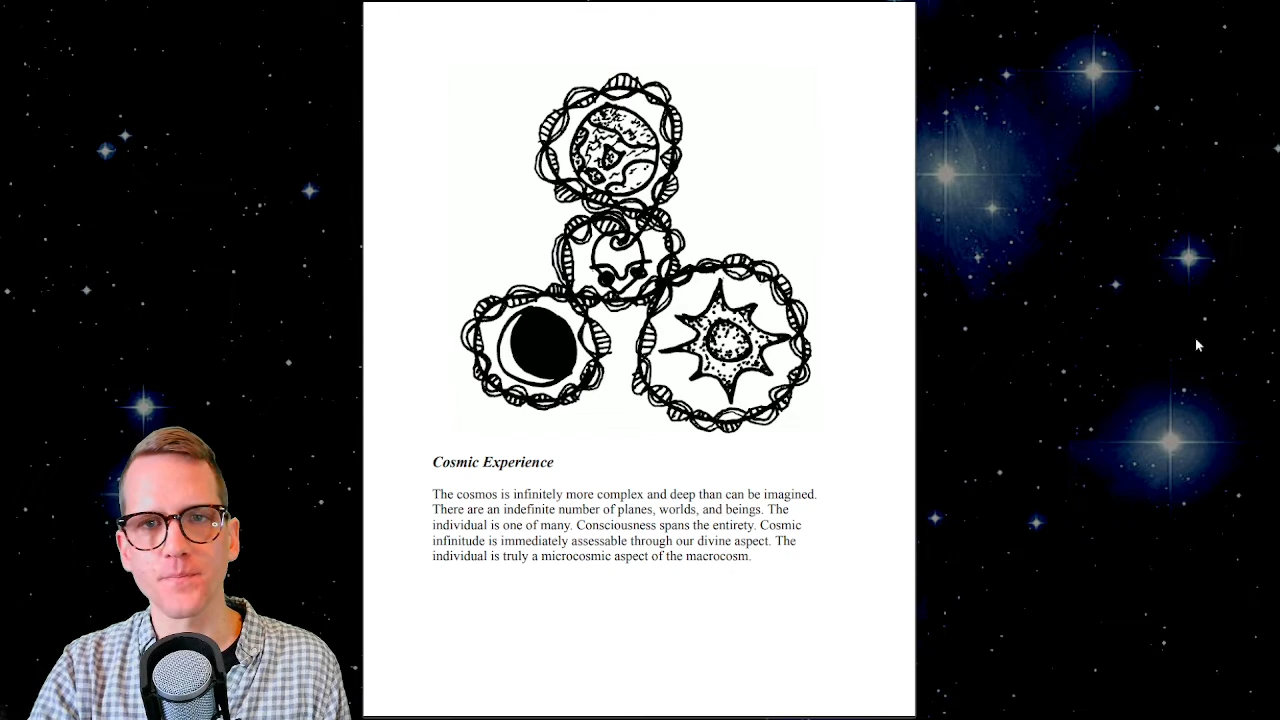 Cosmic Experience
The cosmos is infinitely more complex and deep than can be imagined.
There are an indefinite number of planes, worlds, and beings. The
individual is one of many. Consciousness spans the entirety. Cosmic
infinitude is immediately assessable through our divine aspect. The
individual is truly a microcosmic aspect of the macrocosm.